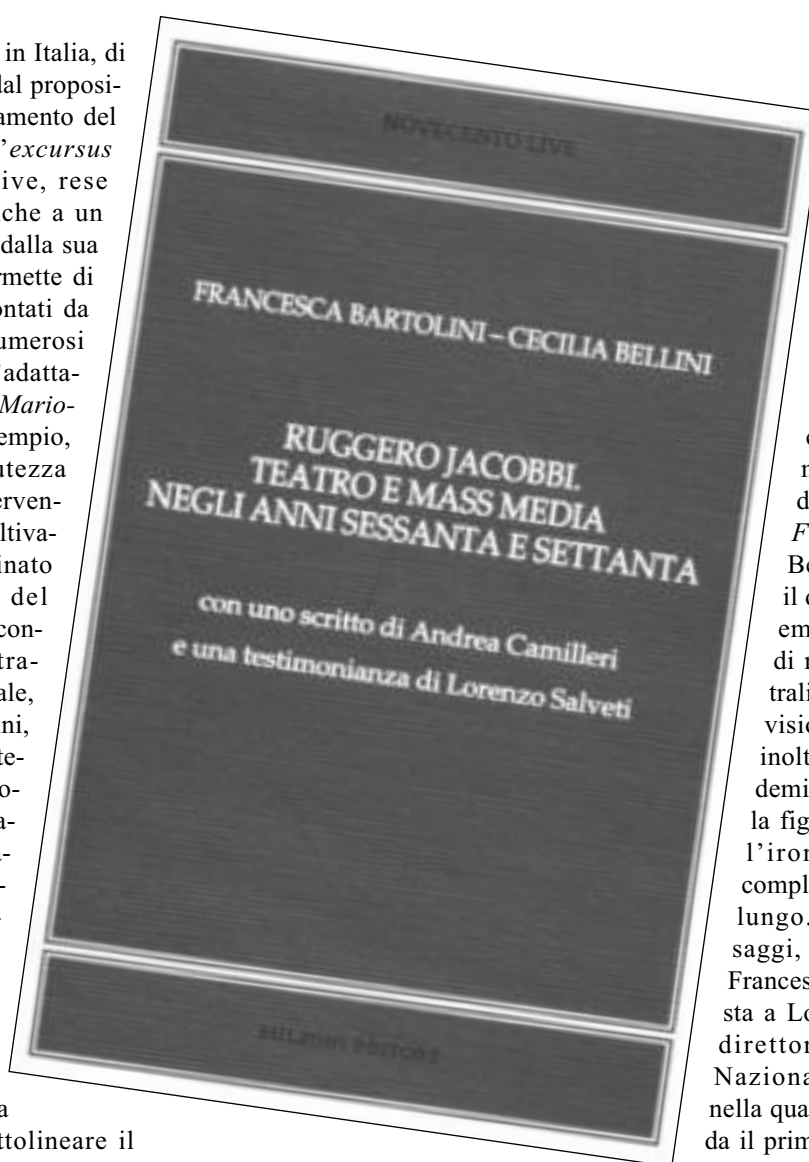 in Italia, di
dal proposi-
amento del
'excursus
ive, rese
che a un
dalla sua
rmette di
ontati da
umerosi
'adatta-
Mario-
empio,
utezza
erven-
ltiva-
inato
del
con-
tra-
ale,
ni,
te-
o-
a-
a
ttolineare il
NOVECENTO LIVE
FRANCESCA BARTOLINI – CECILIA BELLINI
RUGGERO JACOBBI.
TEATRO E MASS MEDIA
NEGLI ANNI SESSANTA E SETTANTA
con uno scritto di Andrea Camilleri
e una testimonianza di Lorenzo Salveti
BULZONI EDITORE
d
F
Be
il c
em
di r
trali
visio
inolt
demi
la fig
l'iron
compl
lungo.
saggi,
Frances
sta a Lo
diretton
Naziona
nella qua
da il prim